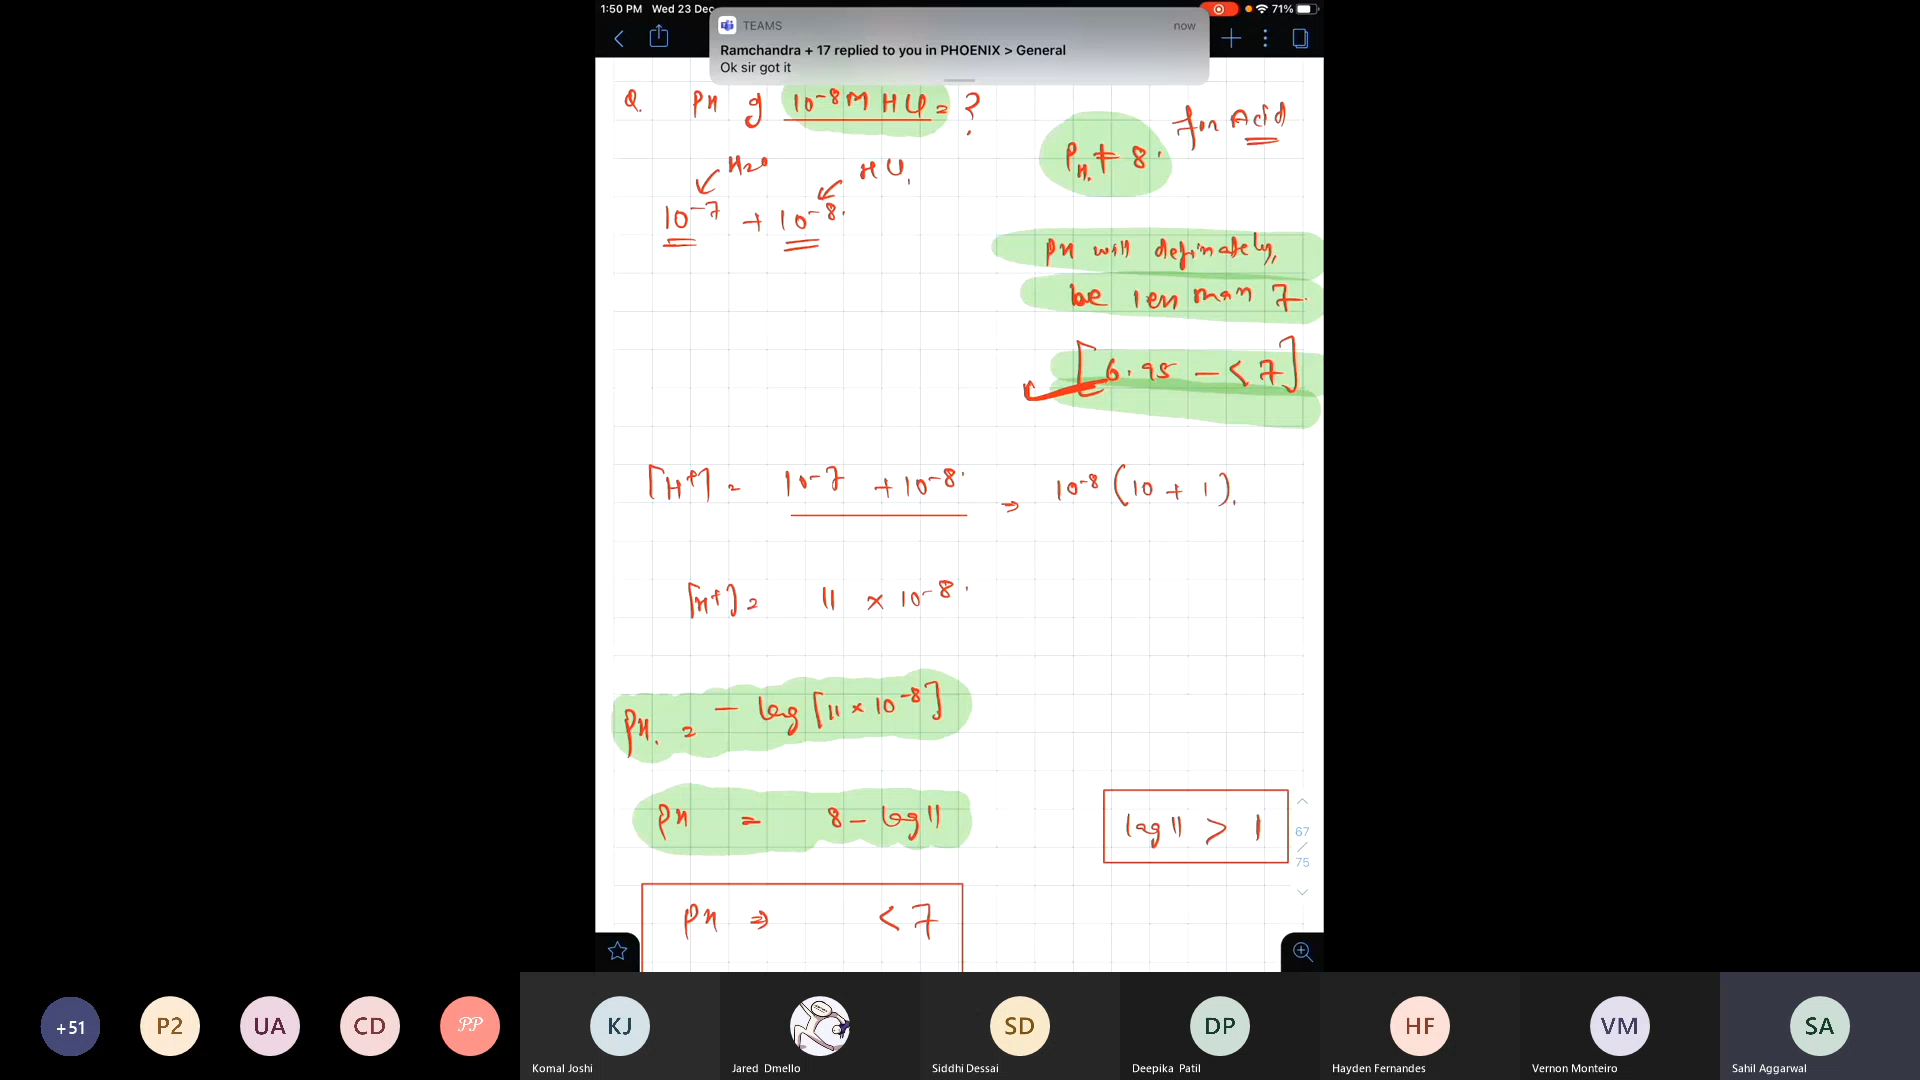 1:50 PM Wed 23 Dec
71%
TEAMS
now
Ramchandra + 17 replied to you in PHOENIX > General
Ok sir got it
Q. PH of 10-8 M HCl = ?
for Acid
PH ≠ 8.
H2O
HCl
10-7 + 10-8.
PH will definately,
be less than 7.
[6.95 - < 7]
[H+] = 10-7 + 10-8. ⇒ 10-8 (10 + 1).
[H+] = 11 x 10-8.
PH. = - log [11 x 10-8]
PH = 8 - log 11
log 11 > 1
67
/
75
PH ⇒ < 7
+51
P2
UA
CD
PP
KJ
SD
DP
HF
VM
SA
Komal Joshi
Jared Dmello
Siddhi Dessai
Deepika Patil
Hayden Fernandes
Vernon Monteiro
Sahil Aggarwal